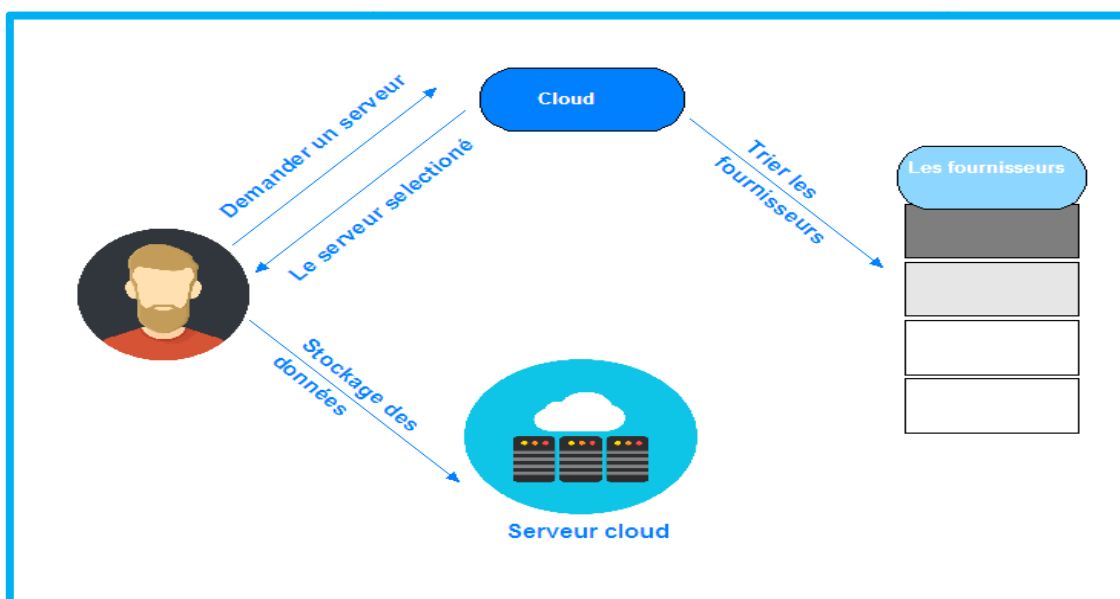 Demander un serveur
Cloud
Le serveur selectioné
Trier les
fournisseurs
Les fournisseurs
Stockage des
données
Serveur cloud